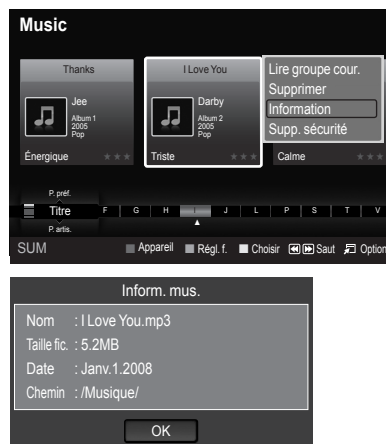 Music
Thanks
Jee
Album 1
2005
Pop
Énergique
I Love You
Darby
Album 2
2005
Pop
Triste
Lire groupe cour.
Supprimer
Information
Supp. sécurité
Calme
P. préf.
Titre F G H I J L P S T V
P. artis.
SUM Appareil Régl. f. Choisir Saut Option
Inform. mus.
Nom : I Love You.mp3
Taille fic. : 5.2MB
Date : Janv.1.2008
Chemin : /Musique/
OK